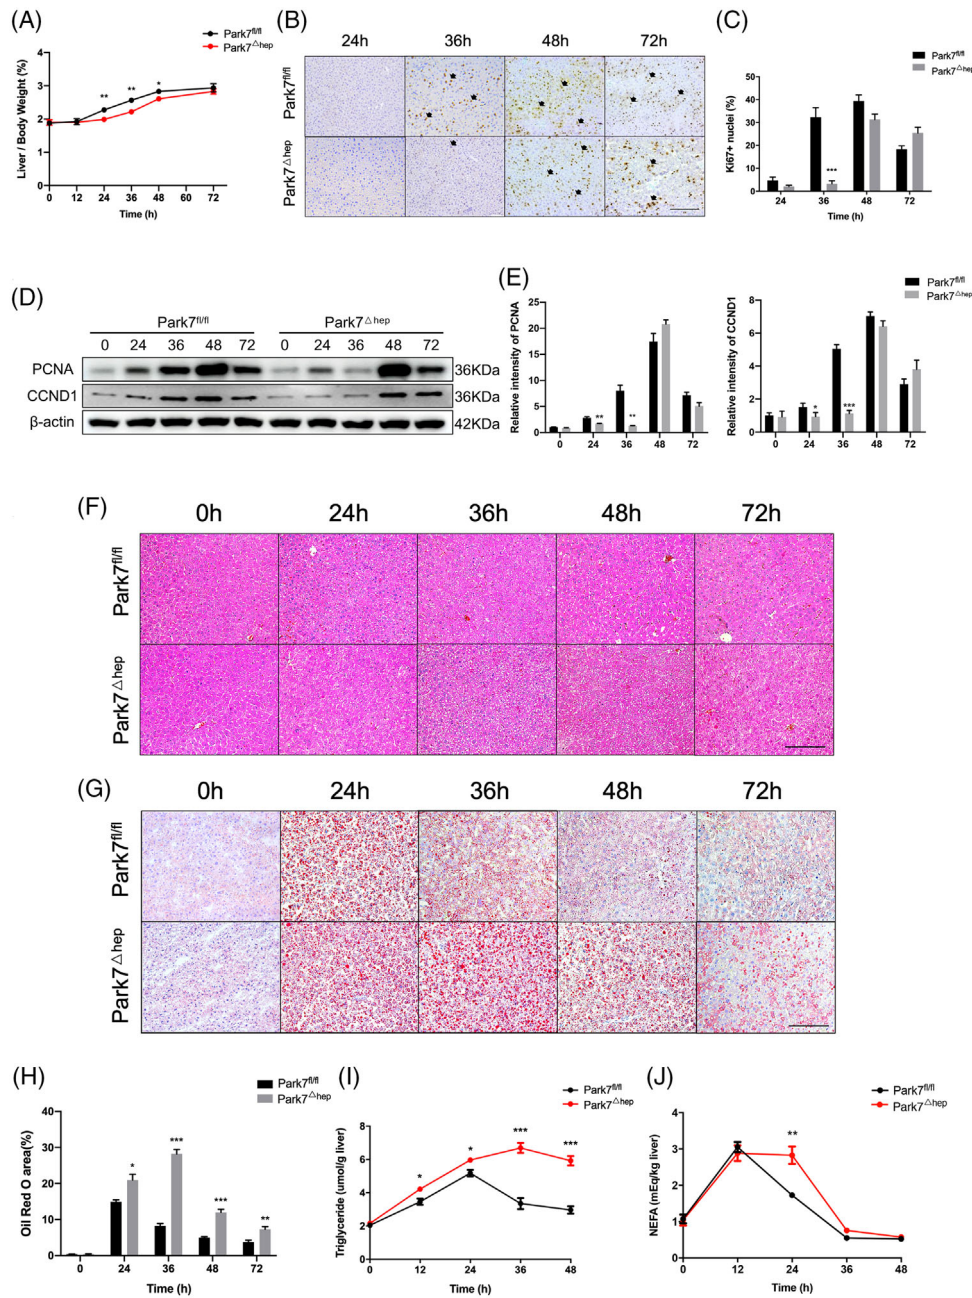 (A)
Park7fl/fl
Park7△hep
Liver / Body Weight (%)
4
3
2
1
0
** ** *
0 12 24 36 48 60 72
Time (h)
(B)
24h 36h 48h 72h
Park7fl/fl
Park7△hep
(C)
Park7fl/fl
Park7△hep
Ki67+ nuclei (%)
50
40
30
20
10
0
***
24 36 48 72
Time (h)
(D)
Park7fl/fl Park7△hep
0 24 36 48 72 0 24 36 48 72
PCNA 36KDa
CCND1 36KDa
β-actin 42KDa
(E)
Park7fl/fl
Park7△hep
Relative intensity of PCNA
25
20
15
10
5
0
** **
0 24 36 48 72
Relative intensity of CCND1
8
6
4
2
0
* ***
0 24 36 48 72
(F)
0h 24h 36h 48h 72h
Park7fl/fl
Park7△hep
(G)
0h 24h 36h 48h 72h
Park7fl/fl
Park7△hep
(H)
Park7fl/fl
Park7△hep
Oil Red O area(%)
40
30
20
10
0
* *** *** **
0 24 36 48 72
Time (h)
(I)
Park7fl/fl
Park7△hep
Triglyceride (umol/g liver)
8
6
4
2
0
* * *** ***
0 12 24 36 48
Time (h)
(J)
Park7fl/fl
Park7△hep
NEFA (mEq/kg liver)
4
3
2
1
0
**
0 12 24 36 48
Time (h)